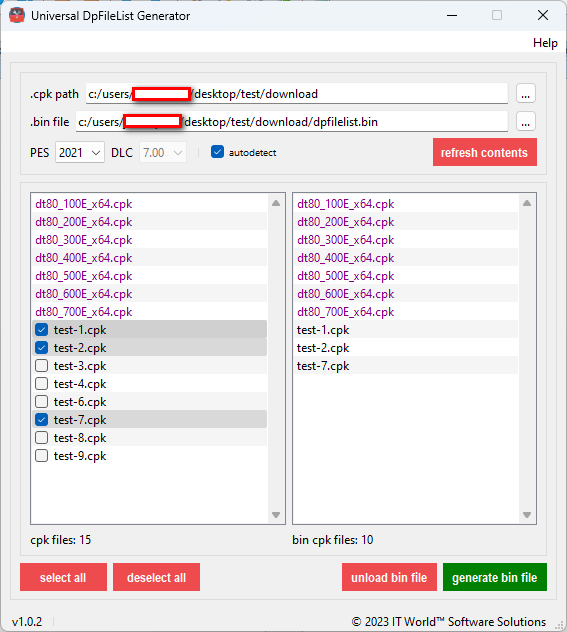 Universal DpFileList Generator
Help
.cpk path c:/users/ /desktop/test/download ...
.bin file c:/users/ /desktop/test/download/dpfilelist.bin ...
PES 2021 DLC 7.00 autodetect refresh contents
dt80_100E_x64.cpk
dt80_200E_x64.cpk
dt80_300E_x64.cpk
dt80_400E_x64.cpk
dt80_500E_x64.cpk
dt80_600E_x64.cpk
dt80_700E_x64.cpk
test-1.cpk
test-2.cpk
test-3.cpk
test-4.cpk
test-6.cpk
test-7.cpk
test-8.cpk
test-9.cpk
dt80_100E_x64.cpk
dt80_200E_x64.cpk
dt80_300E_x64.cpk
dt80_400E_x64.cpk
dt80_500E_x64.cpk
dt80_600E_x64.cpk
dt80_700E_x64.cpk
test-1.cpk
test-2.cpk
test-7.cpk
cpk files: 15
bin cpk files: 10
select all deselect all unload bin file generate bin file
v1.0.2 © 2023 IT World™ Software Solutions